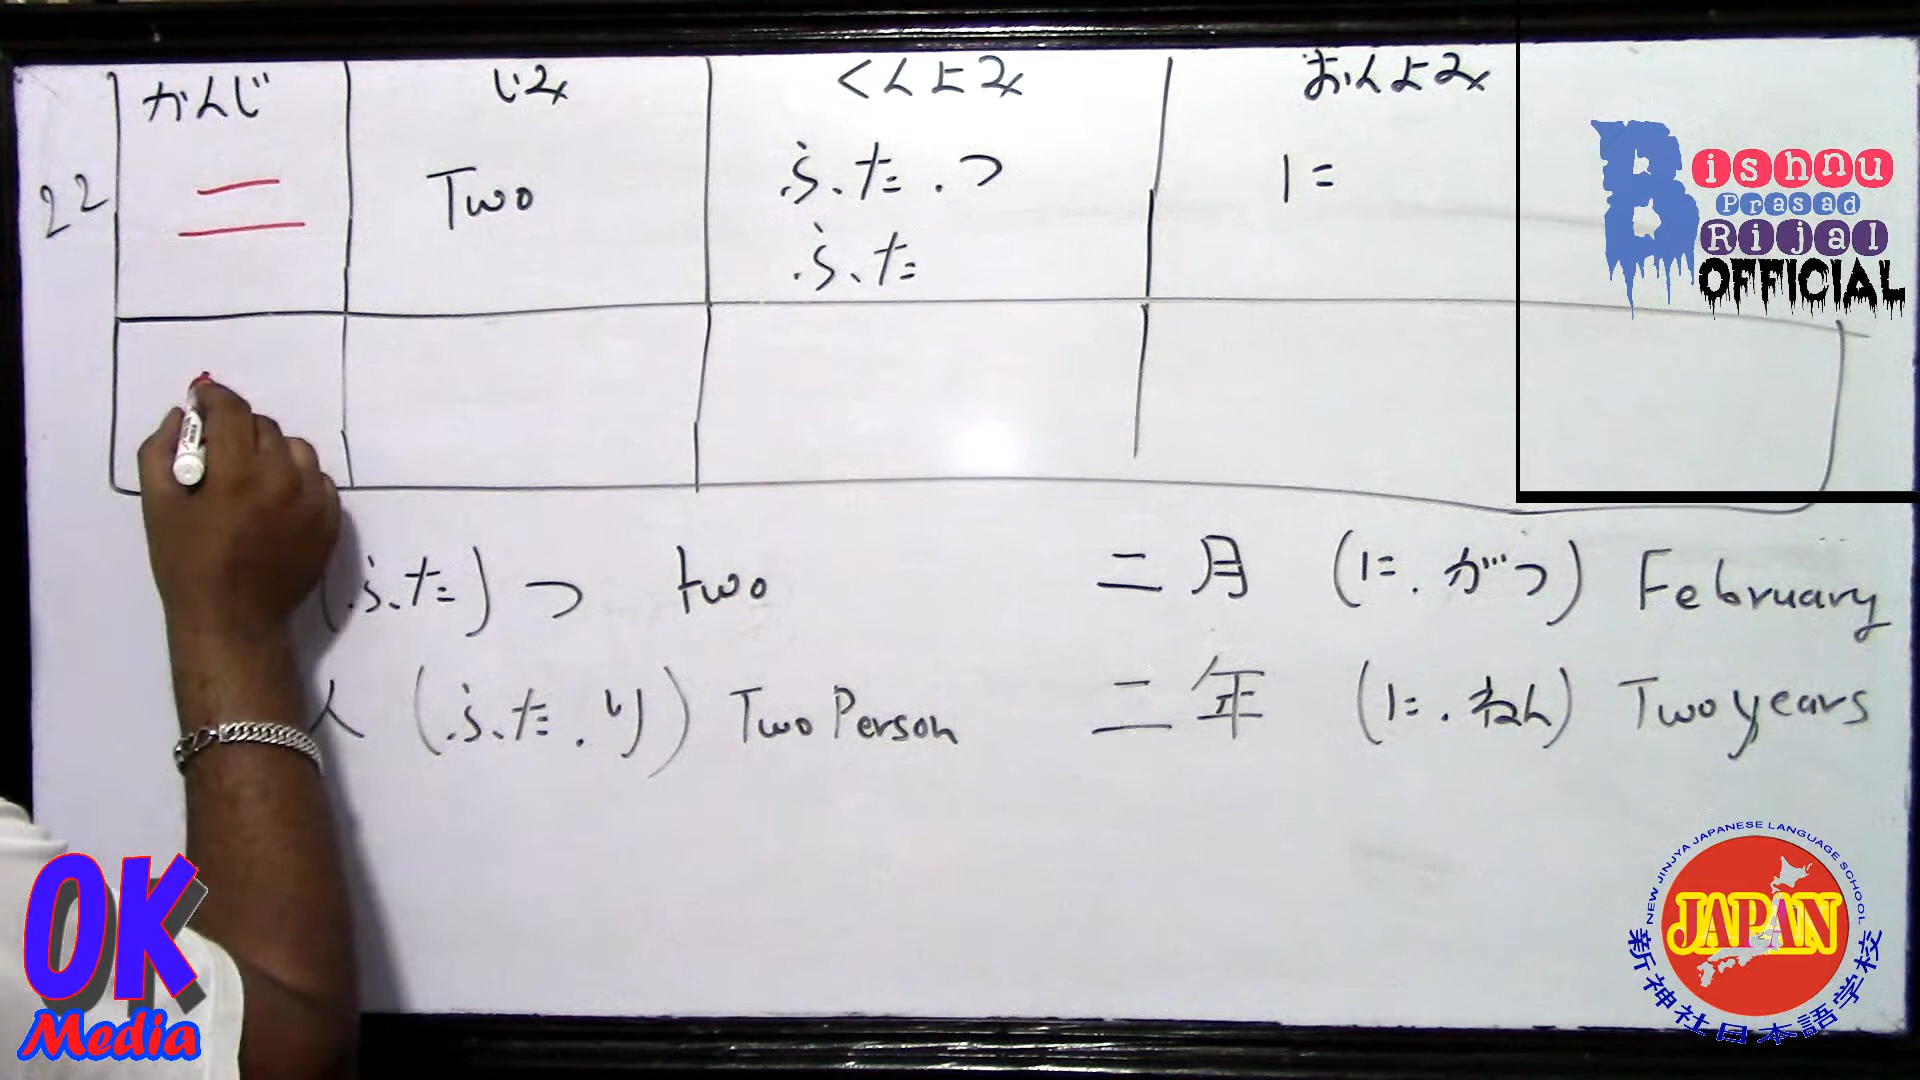 かんじ じみ くんよみ おんよみ
22 二 Two ふた.つ に
ふた
(ふた)つ two 二月 (に.がつ) February
人 (ふた.り) Two Person 二年 (に.ねん) Two years
Bishnu
Prasad
Rijal
OFFICIAL
OK
Media
NEW JINJYA JAPANESE LANGUAGE SCHOOL
JAPAN
新神社日本語学校